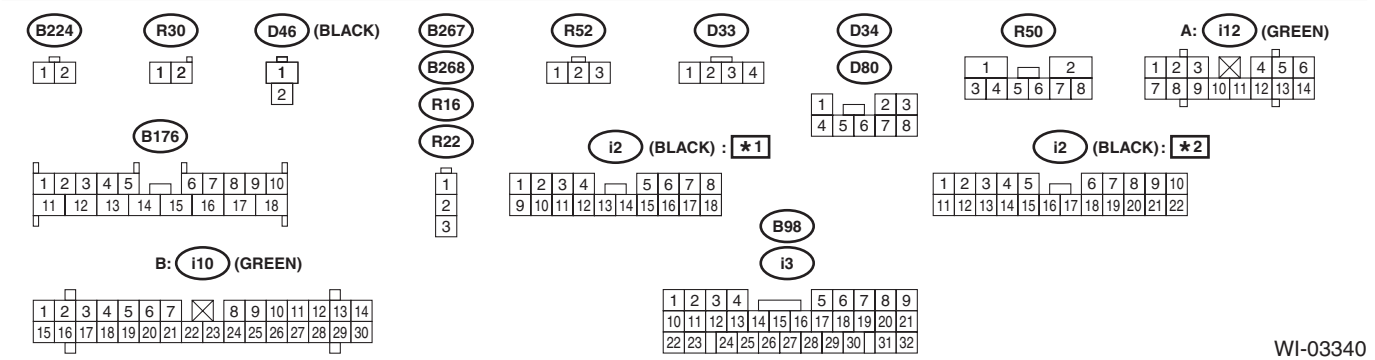 B224
1 2
R30
1 2
D46 (BLACK)
1
2
B267
B268
R16
R22
1
2
3
R52
1 2 3
D33
1 2 3 4
D34
D80
1 2 3
4 5 6 7 8
R50
1 2
3 4 5 6 7 8
A: i12 (GREEN)
1 2 3 4 5 6
7 8 9 10 11 12 13 14
B176
1 2 3 4 5 6 7 8 9 10
11 12 13 14 15 16 17 18
i2 (BLACK) : *1
1 2 3 4 5 6 7 8
9 10 11 12 13 14 15 16 17 18
i2 (BLACK): *2
1 2 3 4 5 6 7 8 9 10
11 12 13 14 15 16 17 18 19 20 21 22
B: i10 (GREEN)
1 2 3 4 5 6 7 8 9 10 11 12 13 14
15 16 17 18 19 20 21 22 23 24 25 26 27 28 29 30
B98
i3
1 2 3 4 5 6 7 8 9
10 11 12 13 14 15 16 17 18 19 20 21
22 23 24 25 26 27 28 29 30 31 32
WI-03340